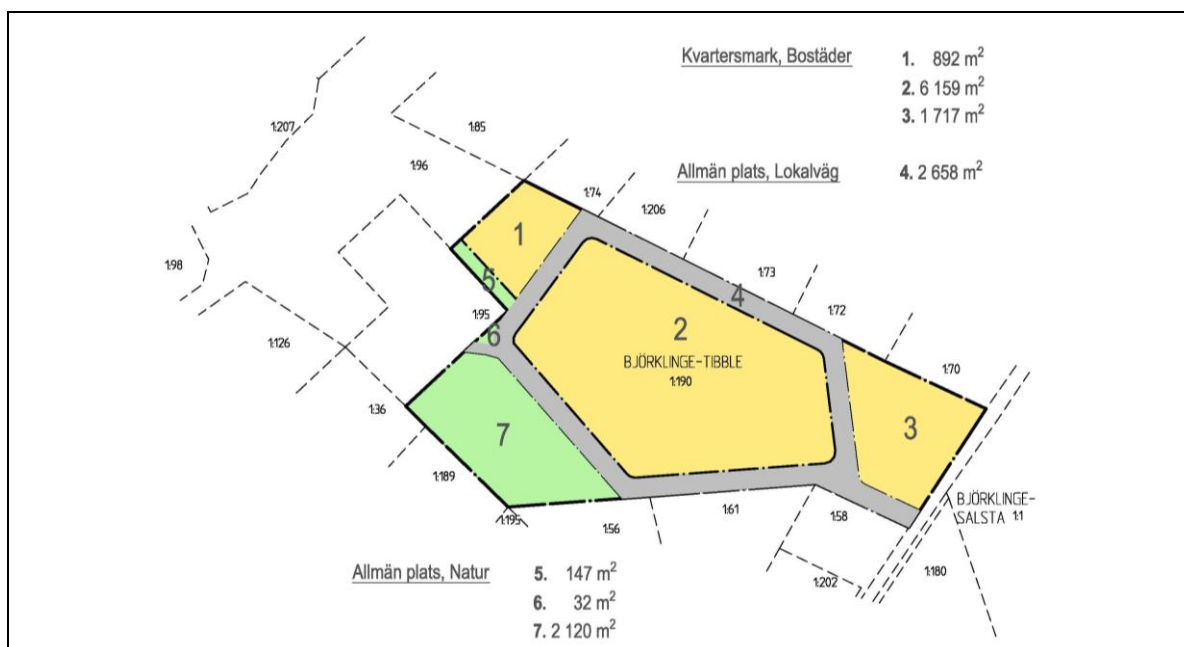 Kvartersmark, Bostäder
1. 892 m²
2. 6 159 m²
3. 1 717 m²
Allmän plats, Lokalväg
4. 2 658 m²
1:207
1:85
1:96
1:74
1:206
1
1:98
5
4
1:73
1:95
6
2
1:72
1:126
BJÖRKLINGE-TIBBLE
1:190
1:70
1:36
7
3
1:189
BJÖRKLINGE-
SALSTA 1:1
1:195
1:56
1:61
1:58
1:202
1:180
Allmän plats, Natur
5. 147 m²
6. 32 m²
7. 2 120 m²